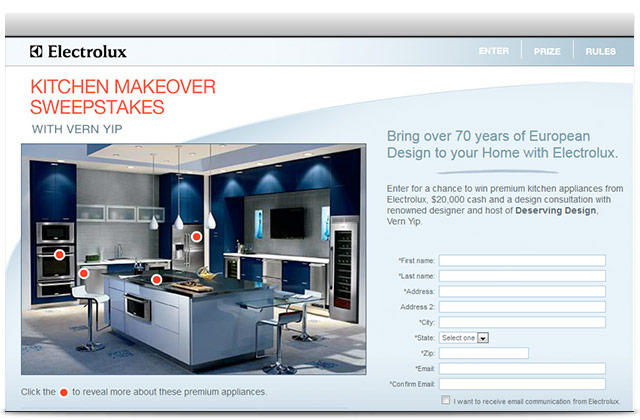 Electrolux
ENTER PRIZE RULES
KITCHEN MAKEOVER
SWEEPSTAKES
WITH VERN YIP
Bring over 70 years of European
Design to your Home with Electrolux.
Enter for a chance to win premium kitchen appliances from
Electrolux, $20,000 cash and a design consultation with
renowned designer and host of Deserving Design,
Vern Yip.
*First name:
*Last name:
*Address:
Address 2:
*City:
*State: Select one
*Zip:
*Email:
*Confirm Email:
I want to receive email communication from Electrolux.
Click the to reveal more about these premium appliances.